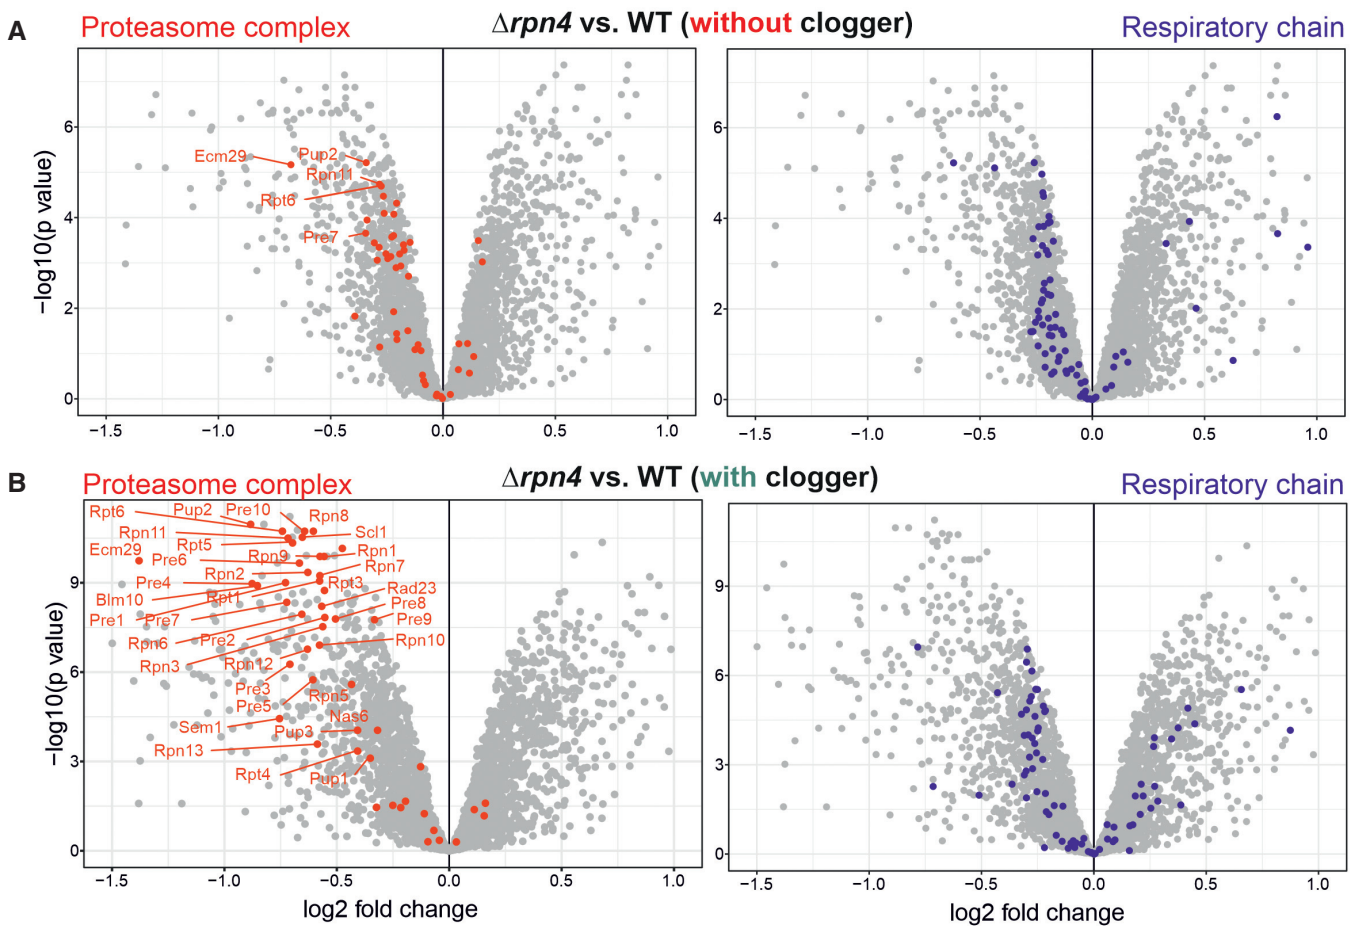 A
Proteasome complex
Δrpn4 vs. WT (without clogger)
Respiratory chain
−log10(p value)
6
4
2
0
Ecm29
Pup2
Rpn11
Rpt6
Pre7
−1.5
−1.0
−0.5
0.0
0.5
1.0
6
4
2
0
−1.5
−1.0
−0.5
0.0
0.5
1.0
B
Proteasome complex
Δrpn4 vs. WT (with clogger)
Respiratory chain
−log10(p value)
9
6
3
0
Rpt6
Pup2
Pre10
Rpn8
Rpn11
Scl1
Rpt5
Ecm29
Pre6
Rpn9
Rpn1
Rpn2
Rpn7
Pre4
Rpt3
Rad23
Blm10
Rpt1
Pre8
Pre1
Pre7
Pre9
Rpn6
Pre2
Rpn10
Rpn3
Rpn12
Pre3
Rpn5
Pre5
Sem1
Nas6
Pup3
Rpn13
Rpt4
Pup1
−1.5
−1.0
−0.5
0.0
0.5
1.0
log2 fold change
9
6
3
0
−1.5
−1.0
−0.5
0.0
0.5
1.0
log2 fold change